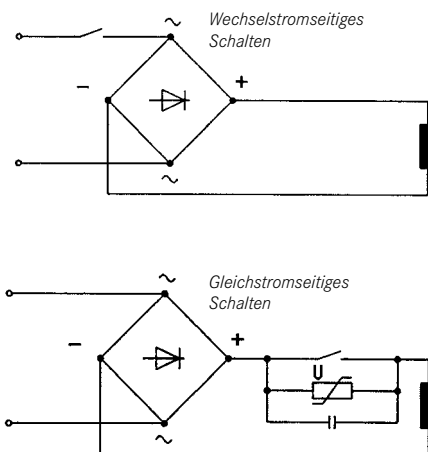 ~
Wechselstromseitiges
Schalten
- +
~
~
Gleichstromseitiges
Schalten
- +
U
~